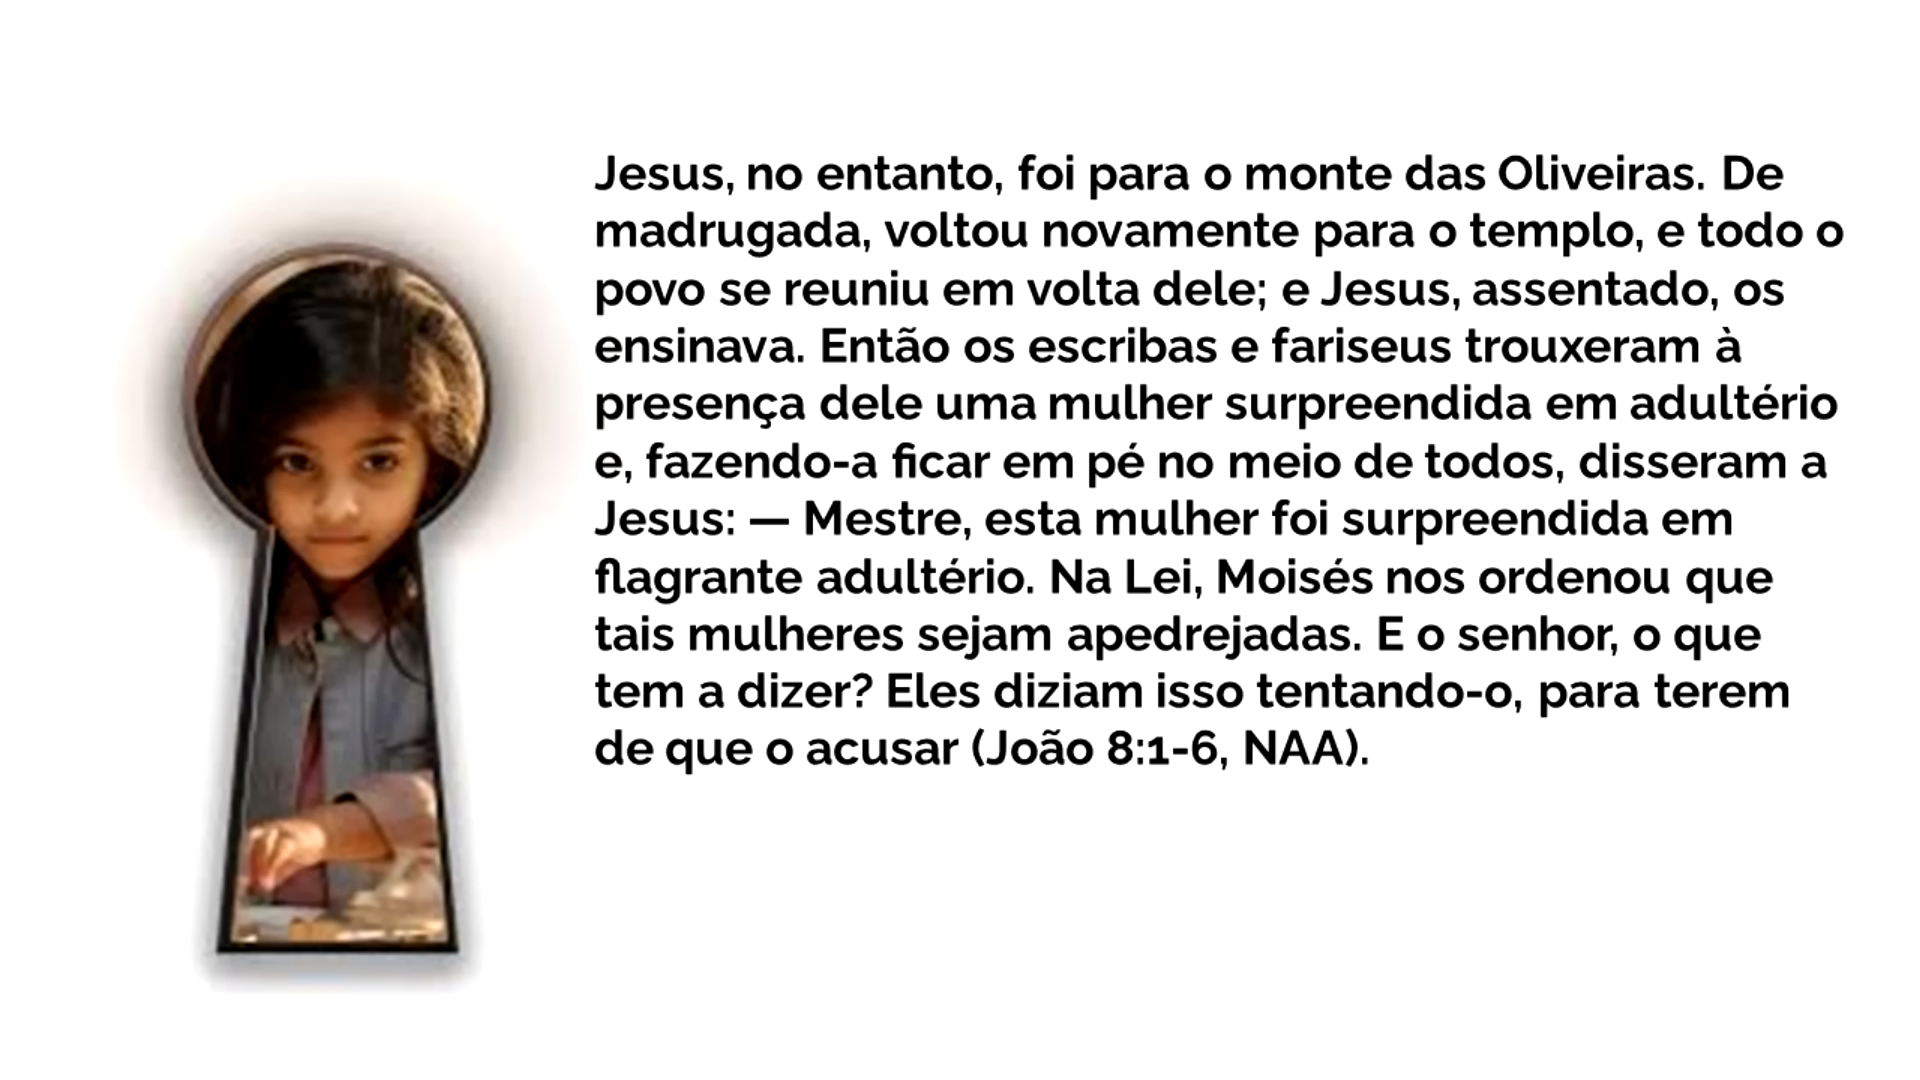 Jesus, no entanto, foi para o monte das Oliveiras. De
madrugada, voltou novamente para o templo, e todo o
povo se reuniu em volta dele; e Jesus, assentado, os
ensinava. Então os escribas e fariseus trouxeram à
presença dele uma mulher surpreendida em adultério
e, fazendo-a ficar em pé no meio de todos, disseram a
Jesus: — Mestre, esta mulher foi surpreendida em
flagrante adultério. Na Lei, Moisés nos ordenou que
tais mulheres sejam apedrejadas. E o senhor, o que
tem a dizer? Eles diziam isso tentando-o, para terem
de que o acusar (João 8:1-6, NAA).